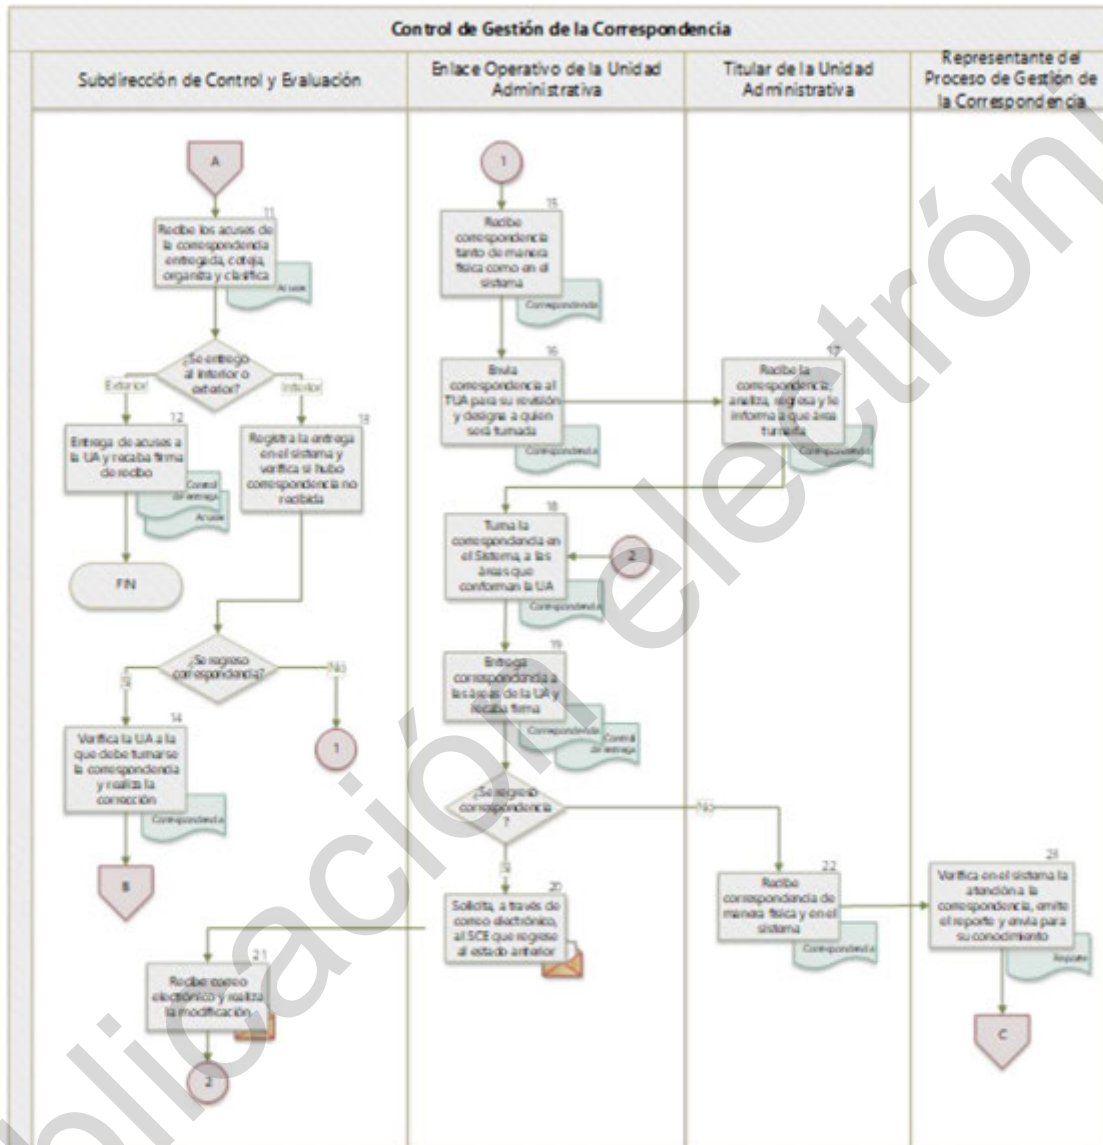 Control de Gestión de la Correspondencia
Subdirección de Control y Evaluación
Enlace Operativo de la Unidad
Administrativa
Titular de la Unidad
Administrativa
Representante del
Proceso de Gestión de
la Correspondencia
A
11
Recibe los acuses de
la correspondencia
entregada, coteja,
organiza y clasifica
Acuses
¿Se entrego
al interior o
exterior?
Exterior
Interior
12
Entrega de acuses a
la UA y recaba firma
de recibo
Control
de entrega
Acuses
FIN
13
Registra la entrega
en el sistema y
verifica si hubo
correspondencia no
recibida
¿Se regreso
correspondencia?
Si
No
14
Verifica la UA a la
que debe turnarse
la correspondencia
y realiza la
corrección
Correspondencia
B
1
1
15
Recibe
correspondencia
tanto de manera
física como en el
sistema
Correspondencia
16
Envía
correspondencia al
TUA para su revisión
y designe a quien
será turnada
Correspondencia
17
Recibe la
correspondencia,
analiza, regresa y le
informa a que área
turnarla
Correspondencia
18
Turna la
correspondencia en
el Sistema, a las
áreas que
conforman la UA
Correspondencia
2
19
Entrega
correspondencia a
las áreas de la UA y
recaba firma
Correspondencia
Control
de entrega
¿Se regreso
correspondencia
?
Si
No
20
Solicita, a través de
correo electrónico,
al SCE que regrese
al estado anterior
21
Recibe correo
electrónico y realiza
la modificación
2
22
Recibe
correspondencia de
manera física y en el
sistema
Correspondencia
23
Verifica en el sistema la
atención a la
correspondencia, emite
el reporte y envía para
su conocimiento
Reporte
C
blicación electróni